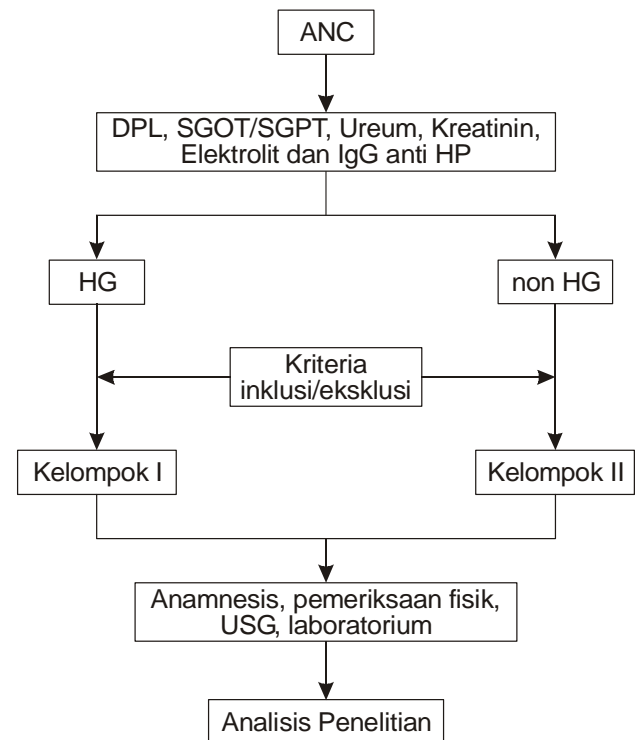 ANC
DPL, SGOT/SGPT, Ureum, Kreatinin,
Elektrolit dan IgG anti HP
HG
non HG
Kriteria
inklusi/eksklusi
Kelompok I
Kelompok II
Anamnesis, pemeriksaan fisik,
USG, laboratorium
Analisis Penelitian